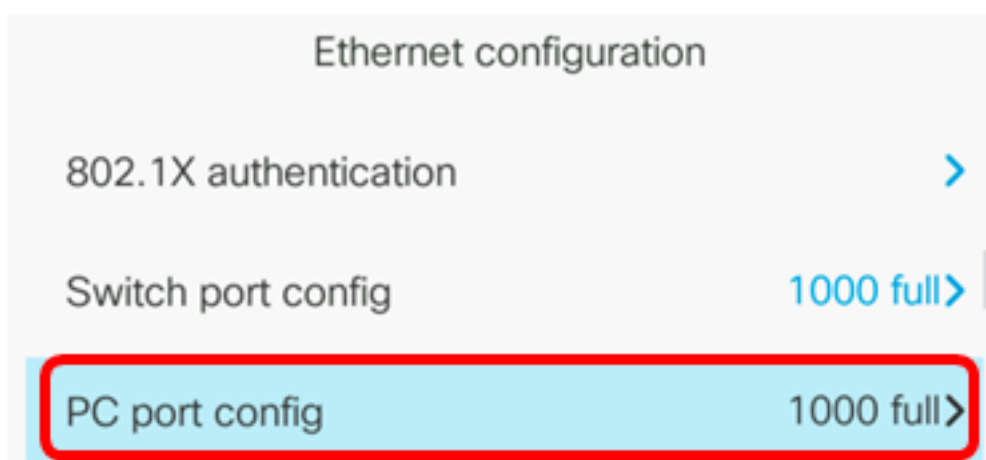 Ethernet configuration
802.1X authentication
Switch port config 1000 full
PC port config 1000 full